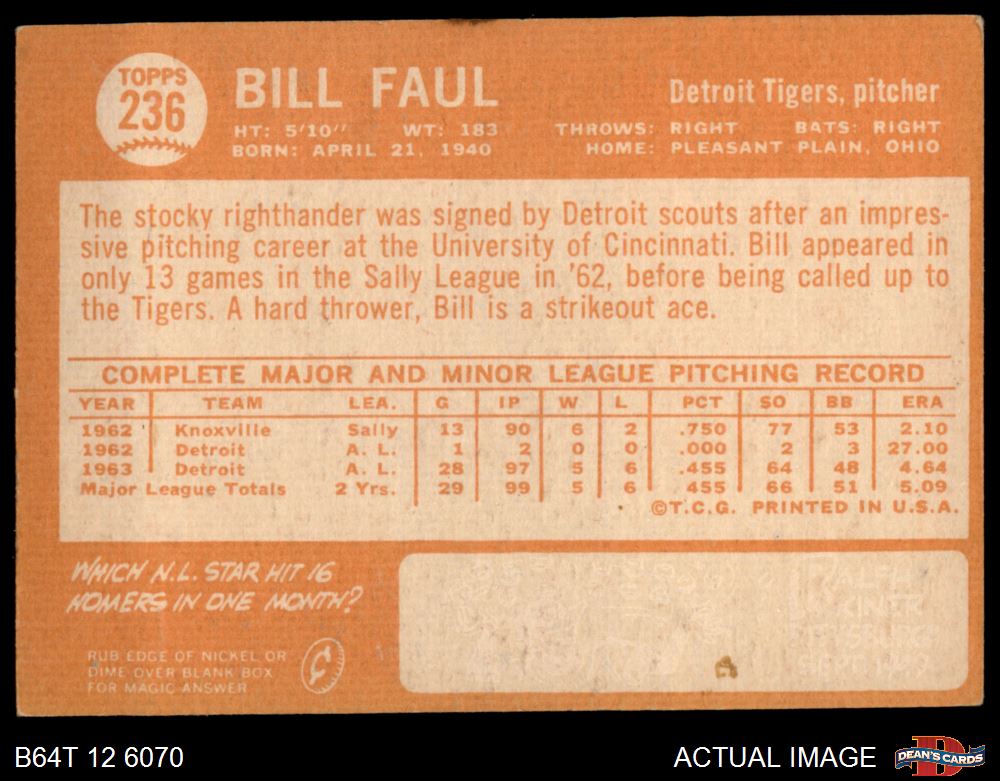 TOPPS
236
BILL FAUL
Detroit Tigers, pitcher
HT: 5'10" WT: 183 THROWS: RIGHT BATS: RIGHT
BORN: APRIL 21, 1940 HOME: PLEASANT PLAIN, OHIO
The stocky righthander was signed by Detroit scouts after an impres-
sive pitching career at the University of Cincinnati. Bill appeared in
only 13 games in the Sally League in '62, before being called up to
the Tigers. A hard thrower, Bill is a strikeout ace.
COMPLETE MAJOR AND MINOR LEAGUE PITCHING RECORD
YEAR TEAM LEA. G IP W L PCT SO BB ERA
1962 Knoxville Sally 13 90 6 2 .750 77 53 2.10
1962 Detroit A. L. 1 2 0 0 .000 2 3 27.00
1963 Detroit A. L. 28 97 5 6 .455 64 48 4.64
Major League Totals 2 Yrs. 29 99 5 6 .455 66 51 5.09
©T.C.G. PRINTED IN U.S.A.
WHICH N.L. STAR HIT 16
HOMERS IN ONE MONTH?
RUB EDGE OF NICKEL OR
DIME OVER BLANK BOX
FOR MAGIC ANSWER
¢
RALPH
KINER
PITTSBURGH
B64T 12 6070
ACTUAL IMAGE
D
DEAN'S CARDS